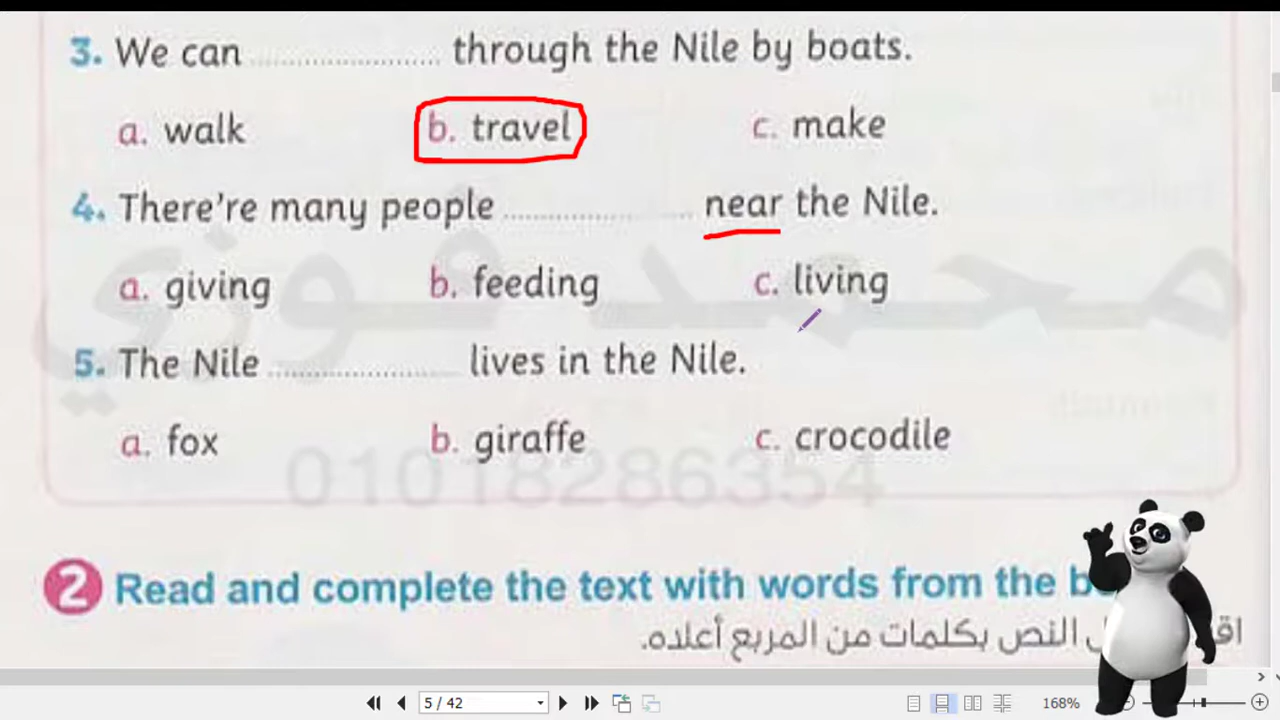 3. We can ........................ through the Nile by boats.
a. walk b. travel c. make
4. There're many people ........................ near the Nile.
a. giving b. feeding c. living
محمد فوزي
5. The Nile ........................ lives in the Nile.
a. fox b. giraffe c. crocodile
01018286354
2 Read and complete the text with words from the
النص بكلمات من المربع أعلاه.
5 / 42
168%